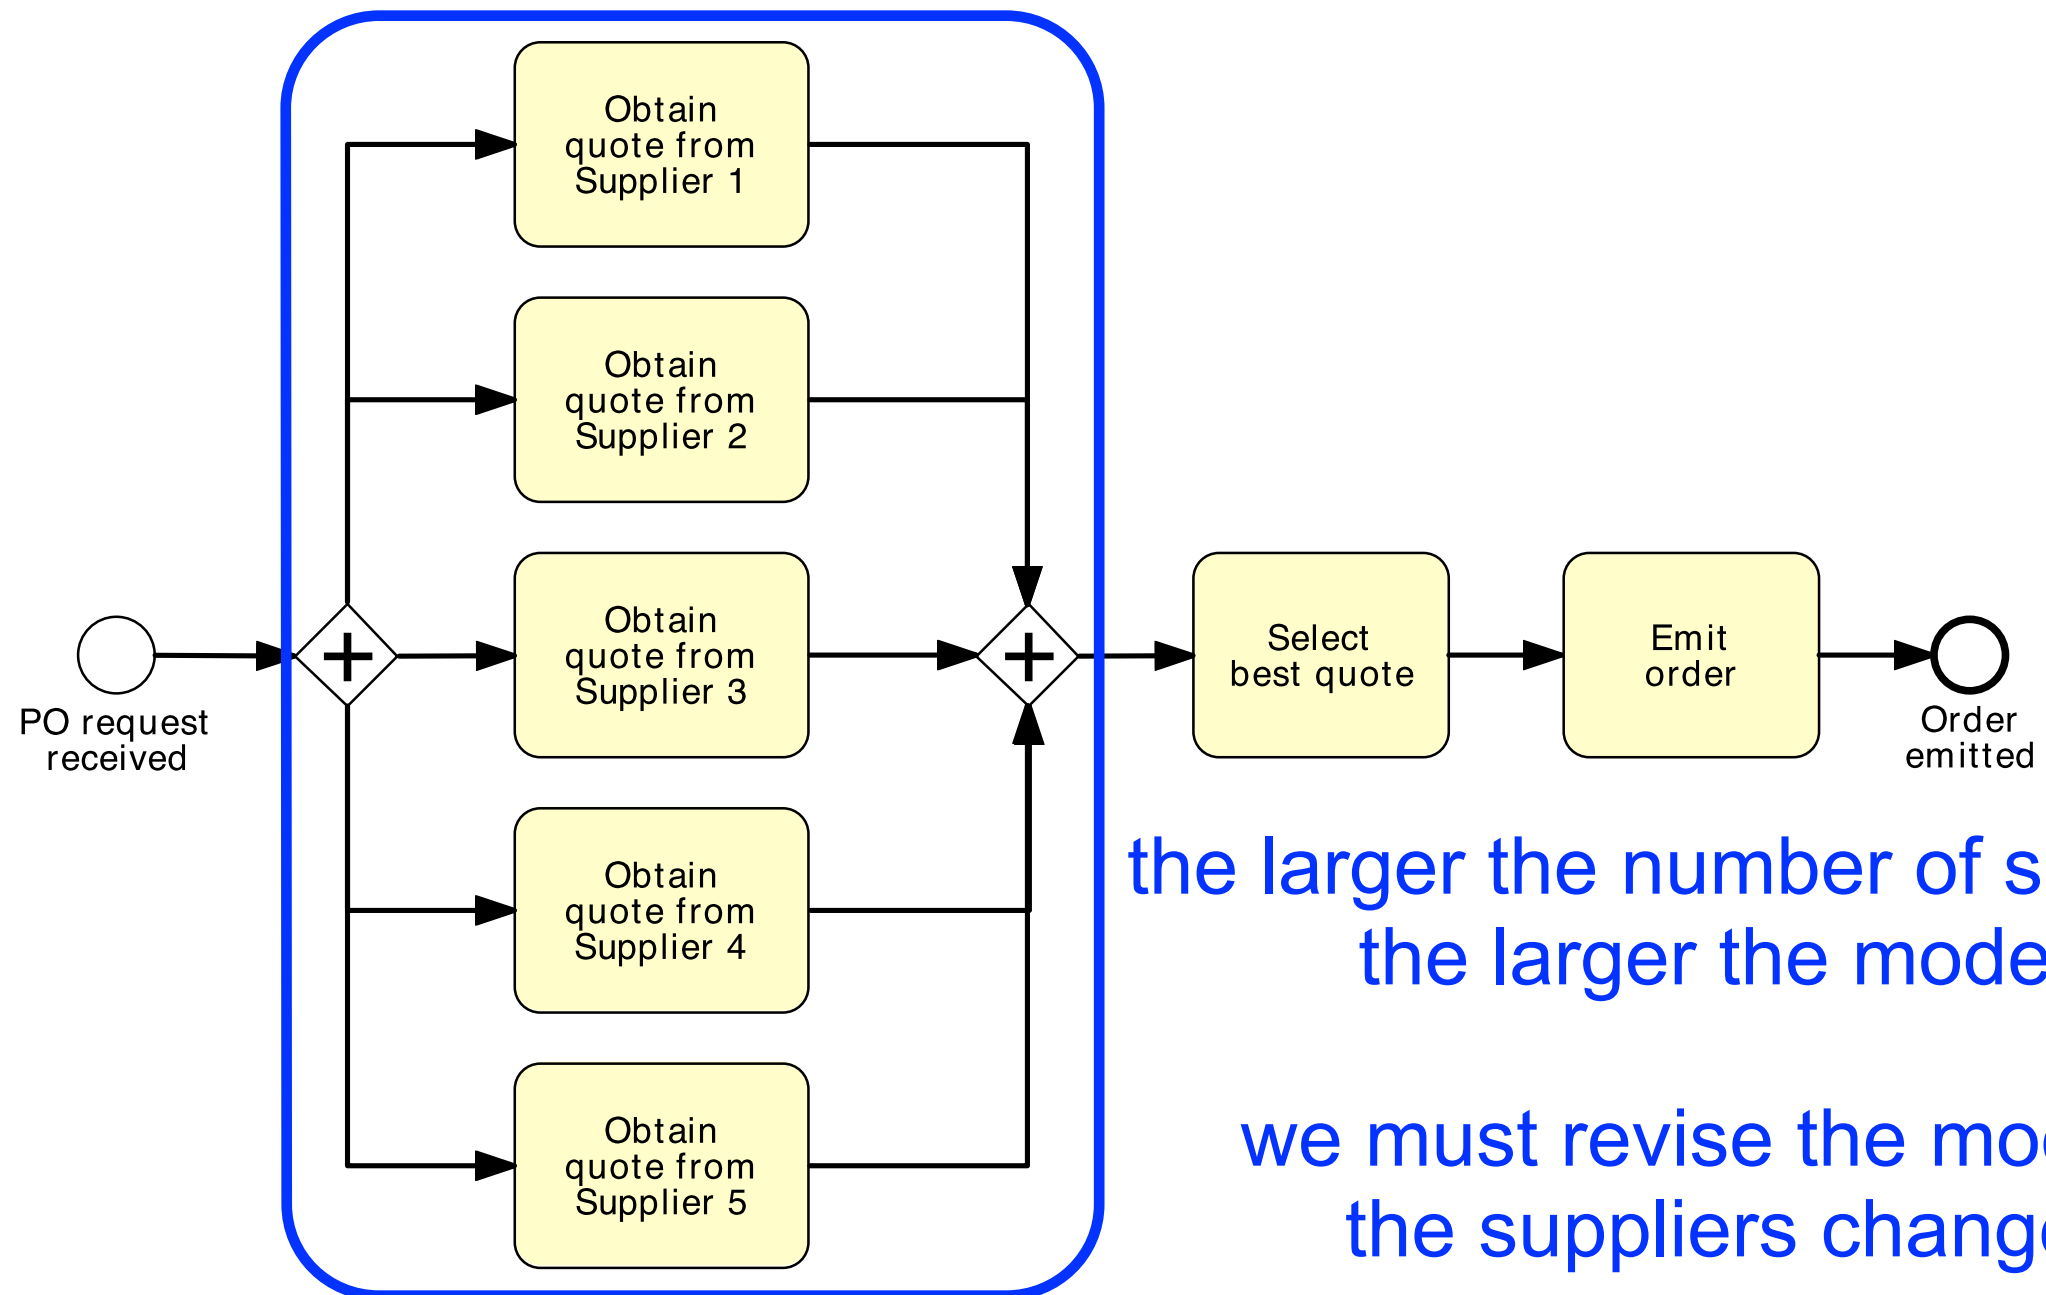 Obtain
quote from
Supplier 1
Obtain
quote from
Supplier 2
PO request
received
Obtain
quote from
Supplier 3
Select
best quote
Emit
order
Order
emitted
Obtain
quote from
Supplier 4
Obtain
quote from
Supplier 5
the larger the number of
the larger the
we must revise the
the suppliers